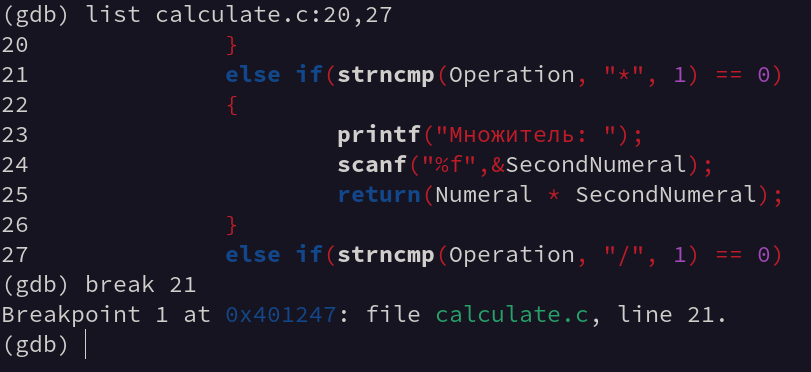 (gdb) list calculate.c:20,27
20              }
21              else if(strncmp(Operation, "*", 1) == 0)
22              {
23                      printf("Множитель: ");
24                      scanf("%f",&SecondNumeral);
25                      return(Numeral * SecondNumeral);
26              }
27              else if(strncmp(Operation, "/", 1) == 0)
(gdb) break 21
Breakpoint 1 at 0x401247: file calculate.c, line 21.
(gdb)